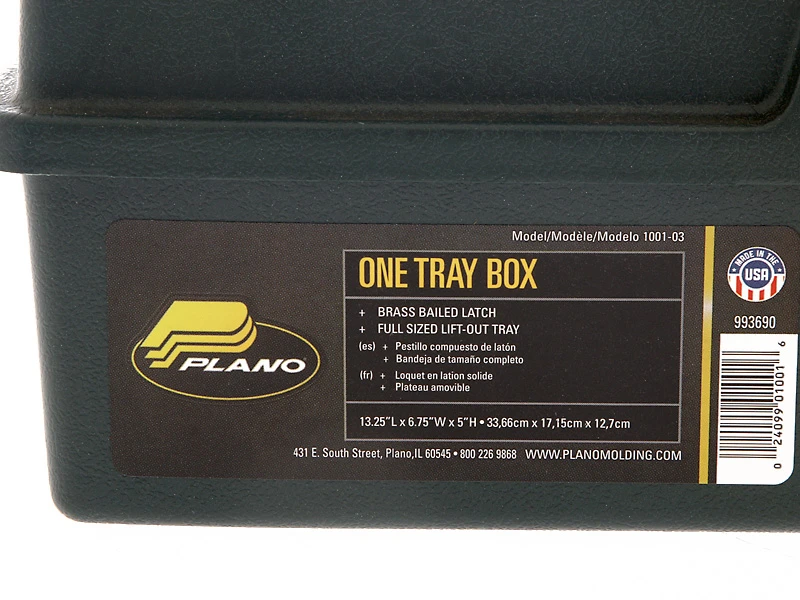 Model/Modèle/Modelo 1001-03
ONE TRAY BOX
+ BRASS BAILED LATCH
+ FULL SIZED LIFT-OUT TRAY
(es) + Pestillo compuesto de latón
+ Bandeja de tamaño completo
(fr) + Loquet en lation solide
+ Plateau amovible
13.25"L x 6.75"W x 5"H • 33,66cm x 17,15cm x 12,7cm
431 E. South Street, Plano,IL 60545 • 800 226 9868 WWW.PLANOMOLDING.COM
PLANO®
MADE IN THE
USA
993690
0 24099 01001 6